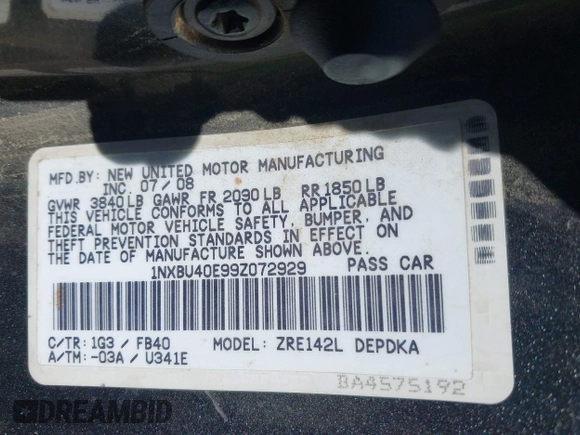 MFD.BY: NEW UNITED MOTOR MANUFACTURING
INC. 07/08
GVWR 3840LB GAWR FR 2090LB RR1850LB
THIS VEHICLE CONFORMS TO ALL APPLICABLE
FEDERAL MOTOR VEHICLE SAFETY, BUMPER, AND
THEFT PREVENTION STANDARDS IN EFFECT ON
THE DATE OF MANUFACTURE SHOWN ABOVE.
1NXBU40E99Z072929 PASS CAR
C/TR: 1G3 / FB40 MODEL: ZRE142L DEPDKA
A/TM: -03A / U341E
BA4575192
DREAMBID